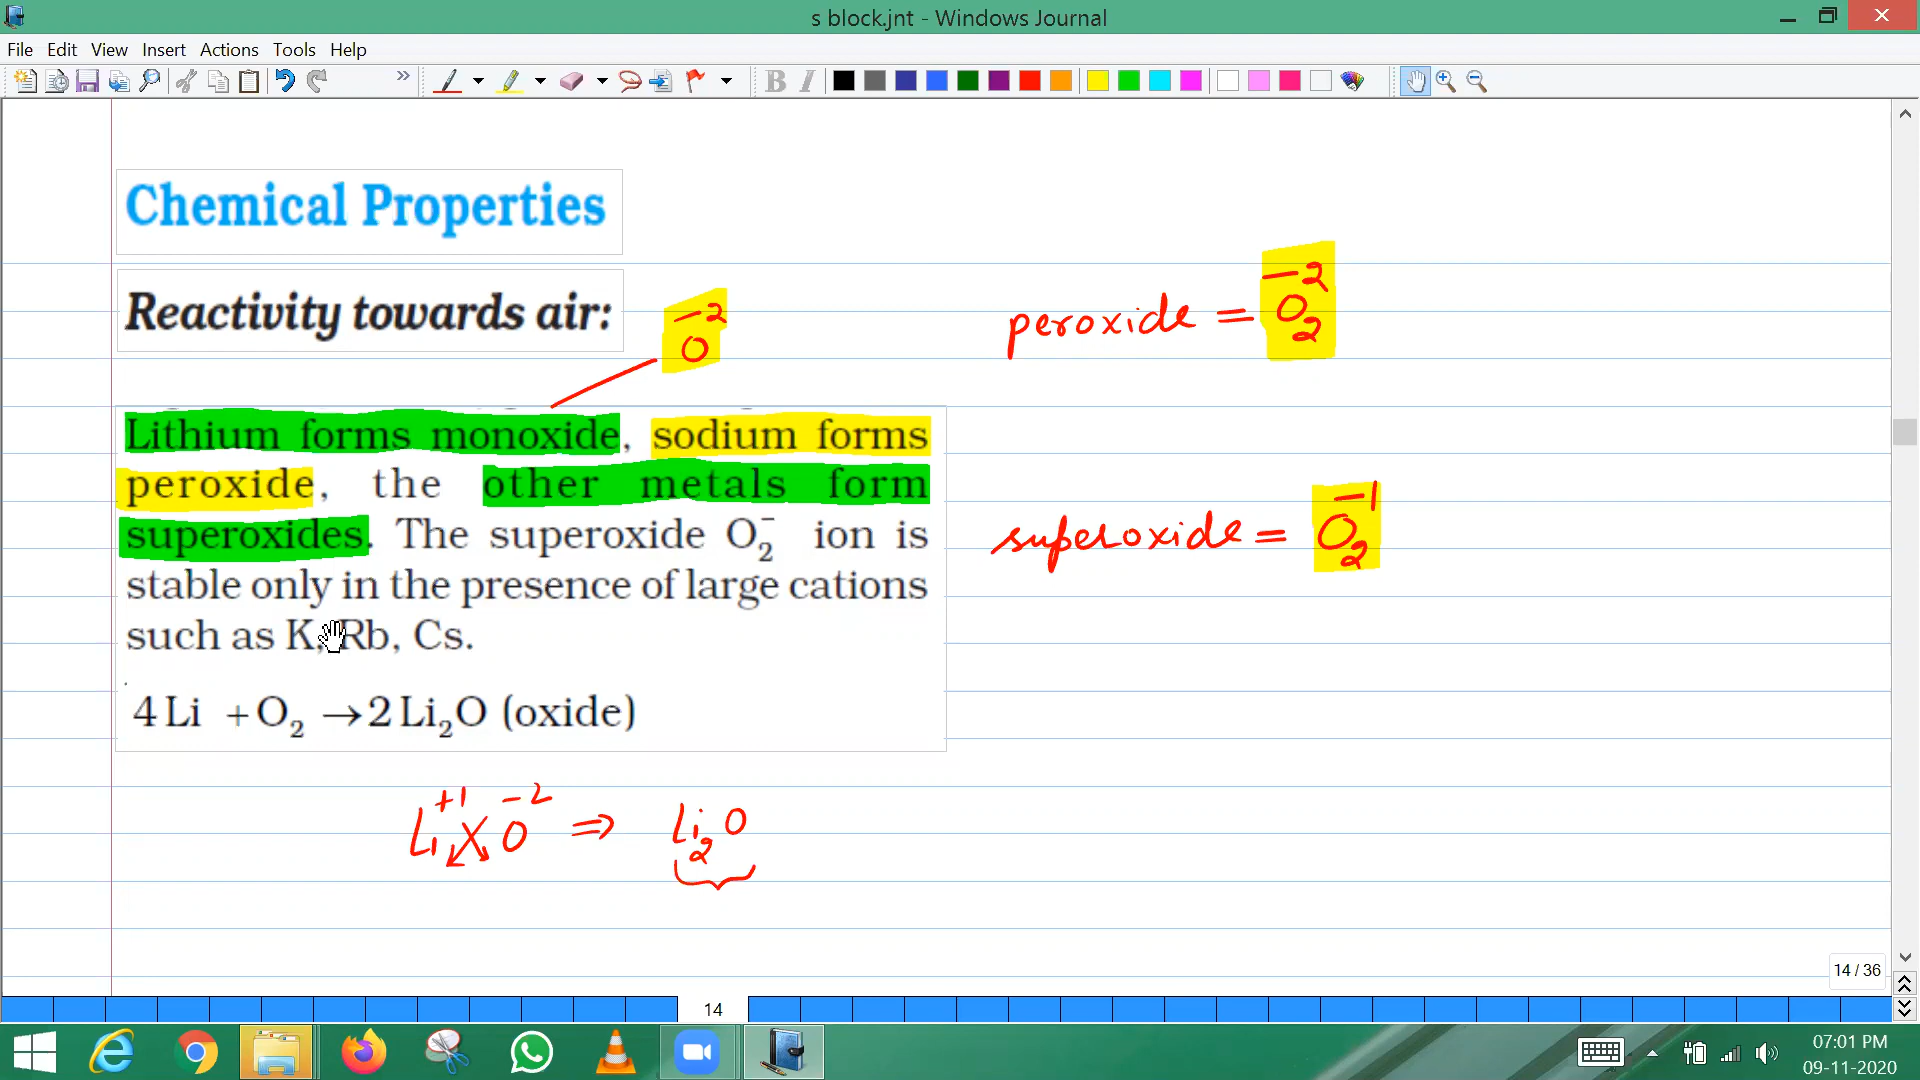 s block.jnt - Windows Journal
File Edit View Insert Actions Tools Help
B I
Chemical Properties
Reactivity towards air:
O⁻²
peroxide = O₂⁻²
Lithium forms monoxide, sodium forms
peroxide, the other metals form
superoxides. The superoxide O₂⁻ ion is
stable only in the presence of large cations
such as K, Rb, Cs.
superoxide = O₂⁻¹
4 Li + O₂ → 2 Li₂O (oxide)
Li⁺¹ O⁻² ⇒ Li₂O
14 / 36
14
07:01 PM
09-11-2020